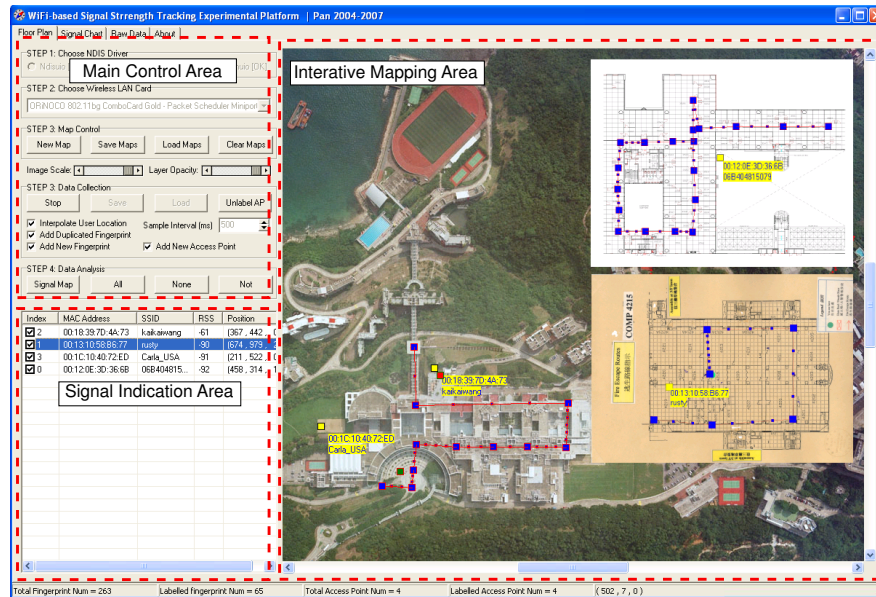 WiFi-based Signal Strrength Tracking Experimental Platform | Pan 2004-2007
Floor Plan Signal Chart Raw Data About
STEP 1: Choose NDIS Driver
Main Control Area
STEP 2: Choose Wireless LAN Card
ORiNOCO 802.11bg ComboCard Gold - Packet Scheduler Miniport
STEP 3: Map Control
New Map Save Maps Load Maps Clear Maps
Image Scale: Layer Opacity:
STEP 3: Data Collection
Stop Save Load Unlabel AP
Interpolate User Location Sample Interval (ms) 500
Add Duplicated Fingerprint
Add New Fingerprint Add New Access Point
STEP 4: Data Analysis
Signal Map All None Not
Index MAC Address SSID RSS Position
2 00:18:39:7D:4A:73 kaikaiwang -61 (367 , 442 , 0
1 00:13:10:58:B6:77 rusty -90 (674 , 979 ,
3 00:1C:10:40:72:ED Carla_USA -91 (211 , 522 , 0
0 00:12:0E:3D:36:6B 06B404815... -92 (458 , 314 , 1
Signal Indication Area
Interative Mapping Area
00:12:0E:3D:36:6B
06B404815079
COMP 4215
Fire Escape Routes
00:13:10:58:B6:77
rusty
00:18:39:7D:4A:73
kaikaiwang
00:1C:10:40:72:ED
Carla_USA
Total Fingerprint Num = 263 Labelled fingerprint Num = 65 Total Access Point Num = 4 Labelled Access Point Num = 4 ( 502 , 7 , 0 )